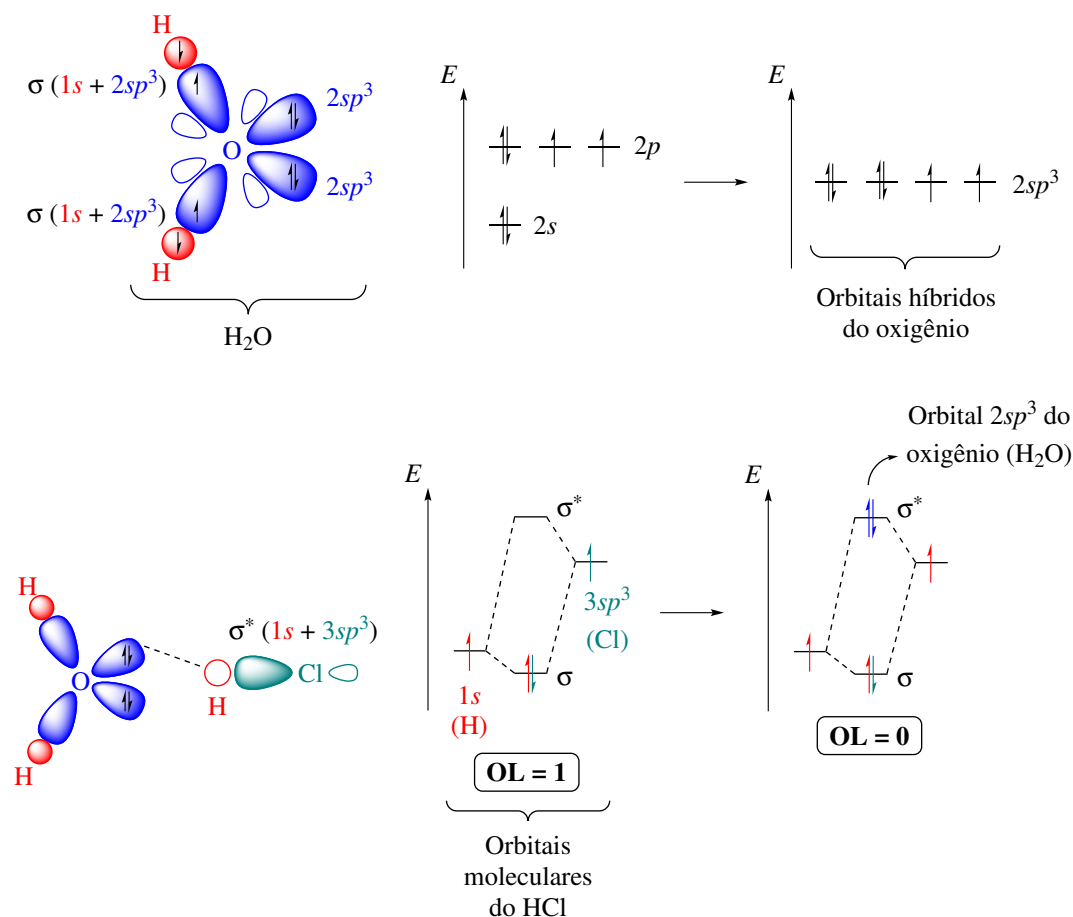 H
σ (1s + 2sp³)
2sp³
O
2sp³
σ (1s + 2sp³)
H
H₂O
E
2p
2s
E
2sp³
Orbitais híbridos
do oxigênio
H
O
H
σ* (1s + 3sp³)
H
Cl
E
σ*
3sp³
(Cl)
1s
(H)
σ
OL = 1
Orbitais
moleculares
do HCl
Orbital 2sp³ do
oxigênio (H₂O)
E
σ*
σ
OL = 0